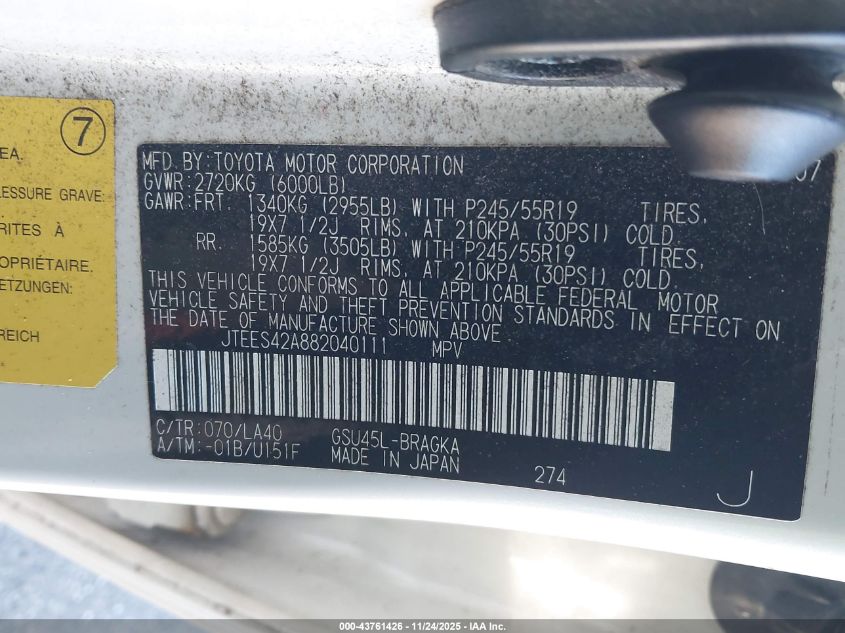 7
EA.
LESSURE GRAVE:
RITES À
OPRIÉTAIRE.
ETZUNGEN:
REICH
07
MFD. BY: TOYOTA MOTOR CORPORATION
GVWR: 2720KG (6000LB)
GAWR: FRT. 1340KG (2955LB) WITH P245/55R19 TIRES,
19X7 1/2J RIMS, AT 210KPA (30PSI) COLD.
RR. 1585KG (3505LB) WITH P245/55R19 TIRES,
19X7 1/2J RIMS, AT 210KPA (30PSI) COLD.
THIS VEHICLE CONFORMS TO ALL APPLICABLE FEDERAL MOTOR
VEHICLE SAFETY AND THEFT PREVENTION STANDARDS IN EFFECT ON
THE DATE OF MANUFACTURE SHOWN ABOVE
JTEES42A882040111 MPV
C/TR: 070/LA40 GSU45L-BRAGKA
A/TM: -01B/U151F MADE IN JAPAN
274
J
000-43761426 - 11/24/2025 - IAA Inc.